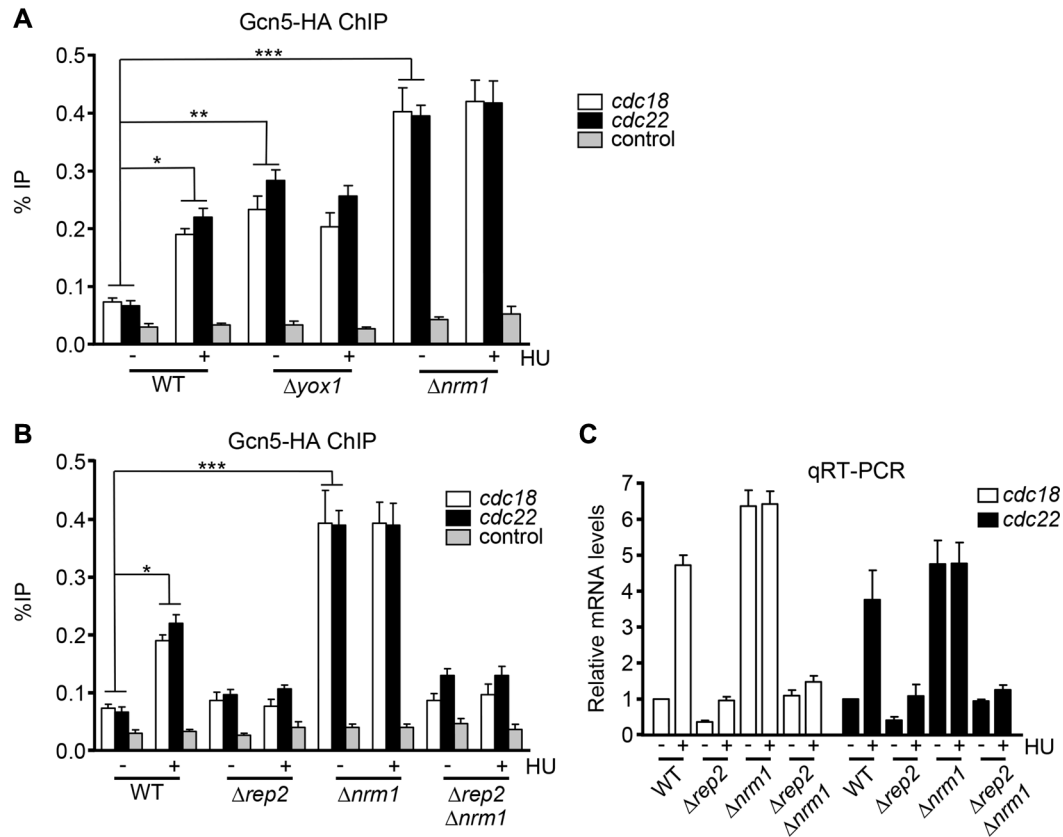 A
Gcn5-HA ChIP
0.5
0.4
0.3
0.2
0.1
0.0
% IP
***
**
*
cdc18
cdc22
control
- + - + - + HU
WT Δyox1 Δnrm1
B
Gcn5-HA ChIP
0.5
0.4
0.3
0.2
0.1
0.0
%IP
***
*
cdc18
cdc22
control
- + - + - + - + HU
WT Δrep2 Δnrm1 Δrep2
Δnrm1
C
qRT-PCR
7
6
5
4
3
2
1
0
Relative mRNA levels
cdc18
cdc22
- + - + - + - + - + - + - + - + HU
WT Δrep2 Δnrm1 Δrep2 Δnrm1 WT Δrep2 Δnrm1 Δrep2 Δnrm1